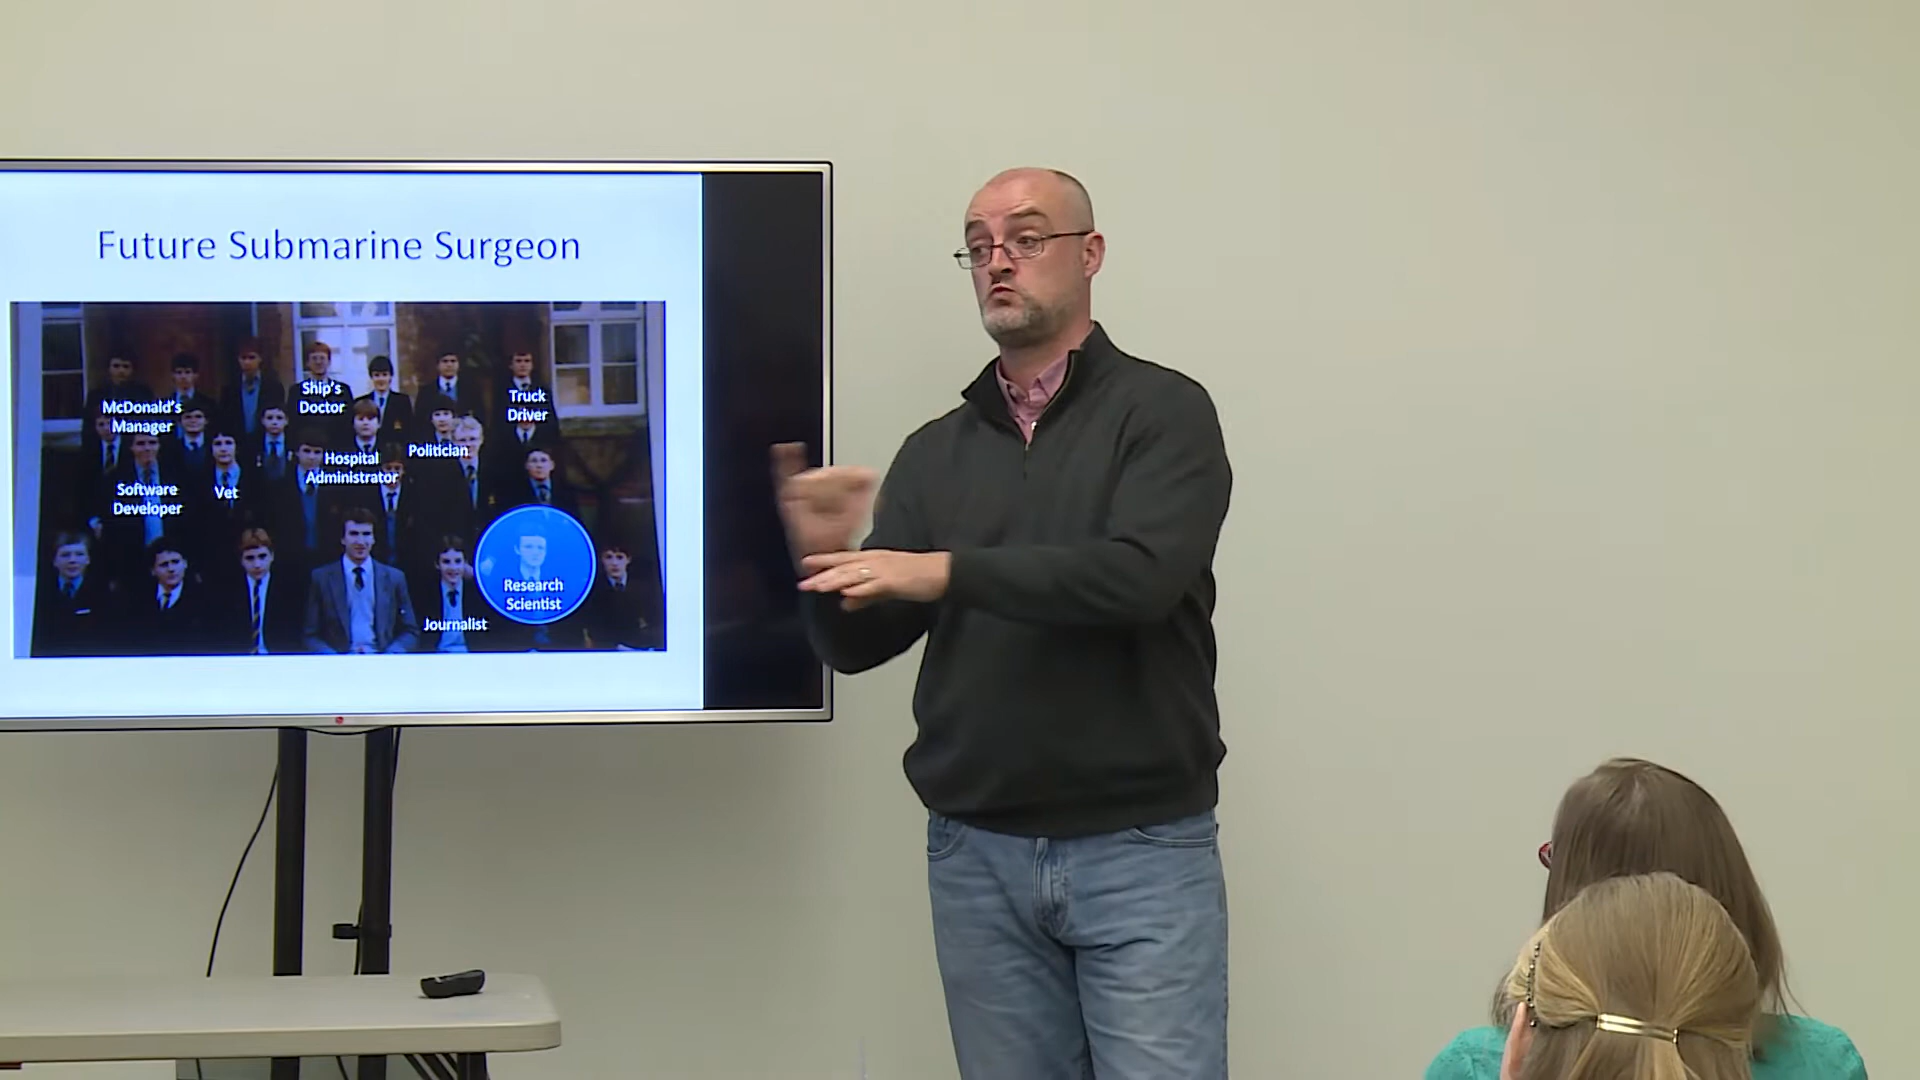 Future Submarine Surgeon
Ship's
Doctor
Truck
Driver
McDonald's
Manager
Politician
Hospital
Administrator
Software
Developer
Vet
Research
Scientist
Journalist